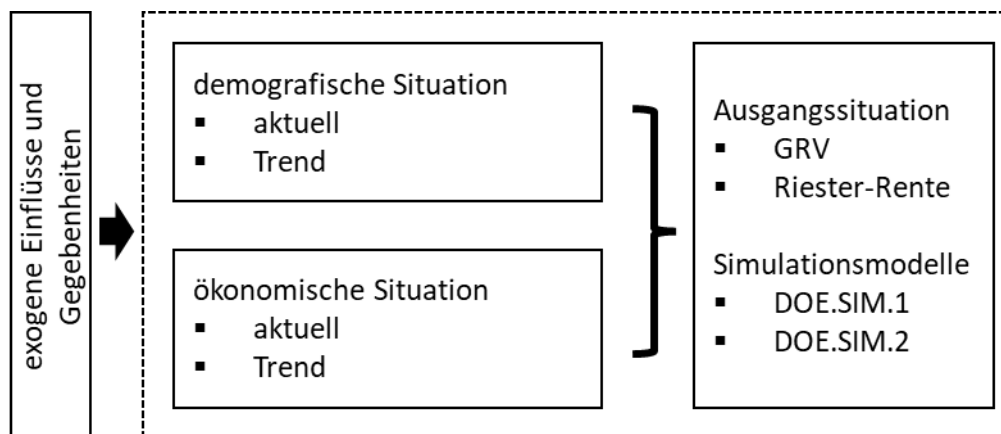 exogene Einflüsse und
Gegebenheiten
demografische Situation
▪ aktuell
▪ Trend
ökonomische Situation
▪ aktuell
▪ Trend
Ausgangssituation
▪ GRV
▪ Riester-Rente
Simulationsmodelle
▪ DOE.SIM.1
▪ DOE.SIM.2